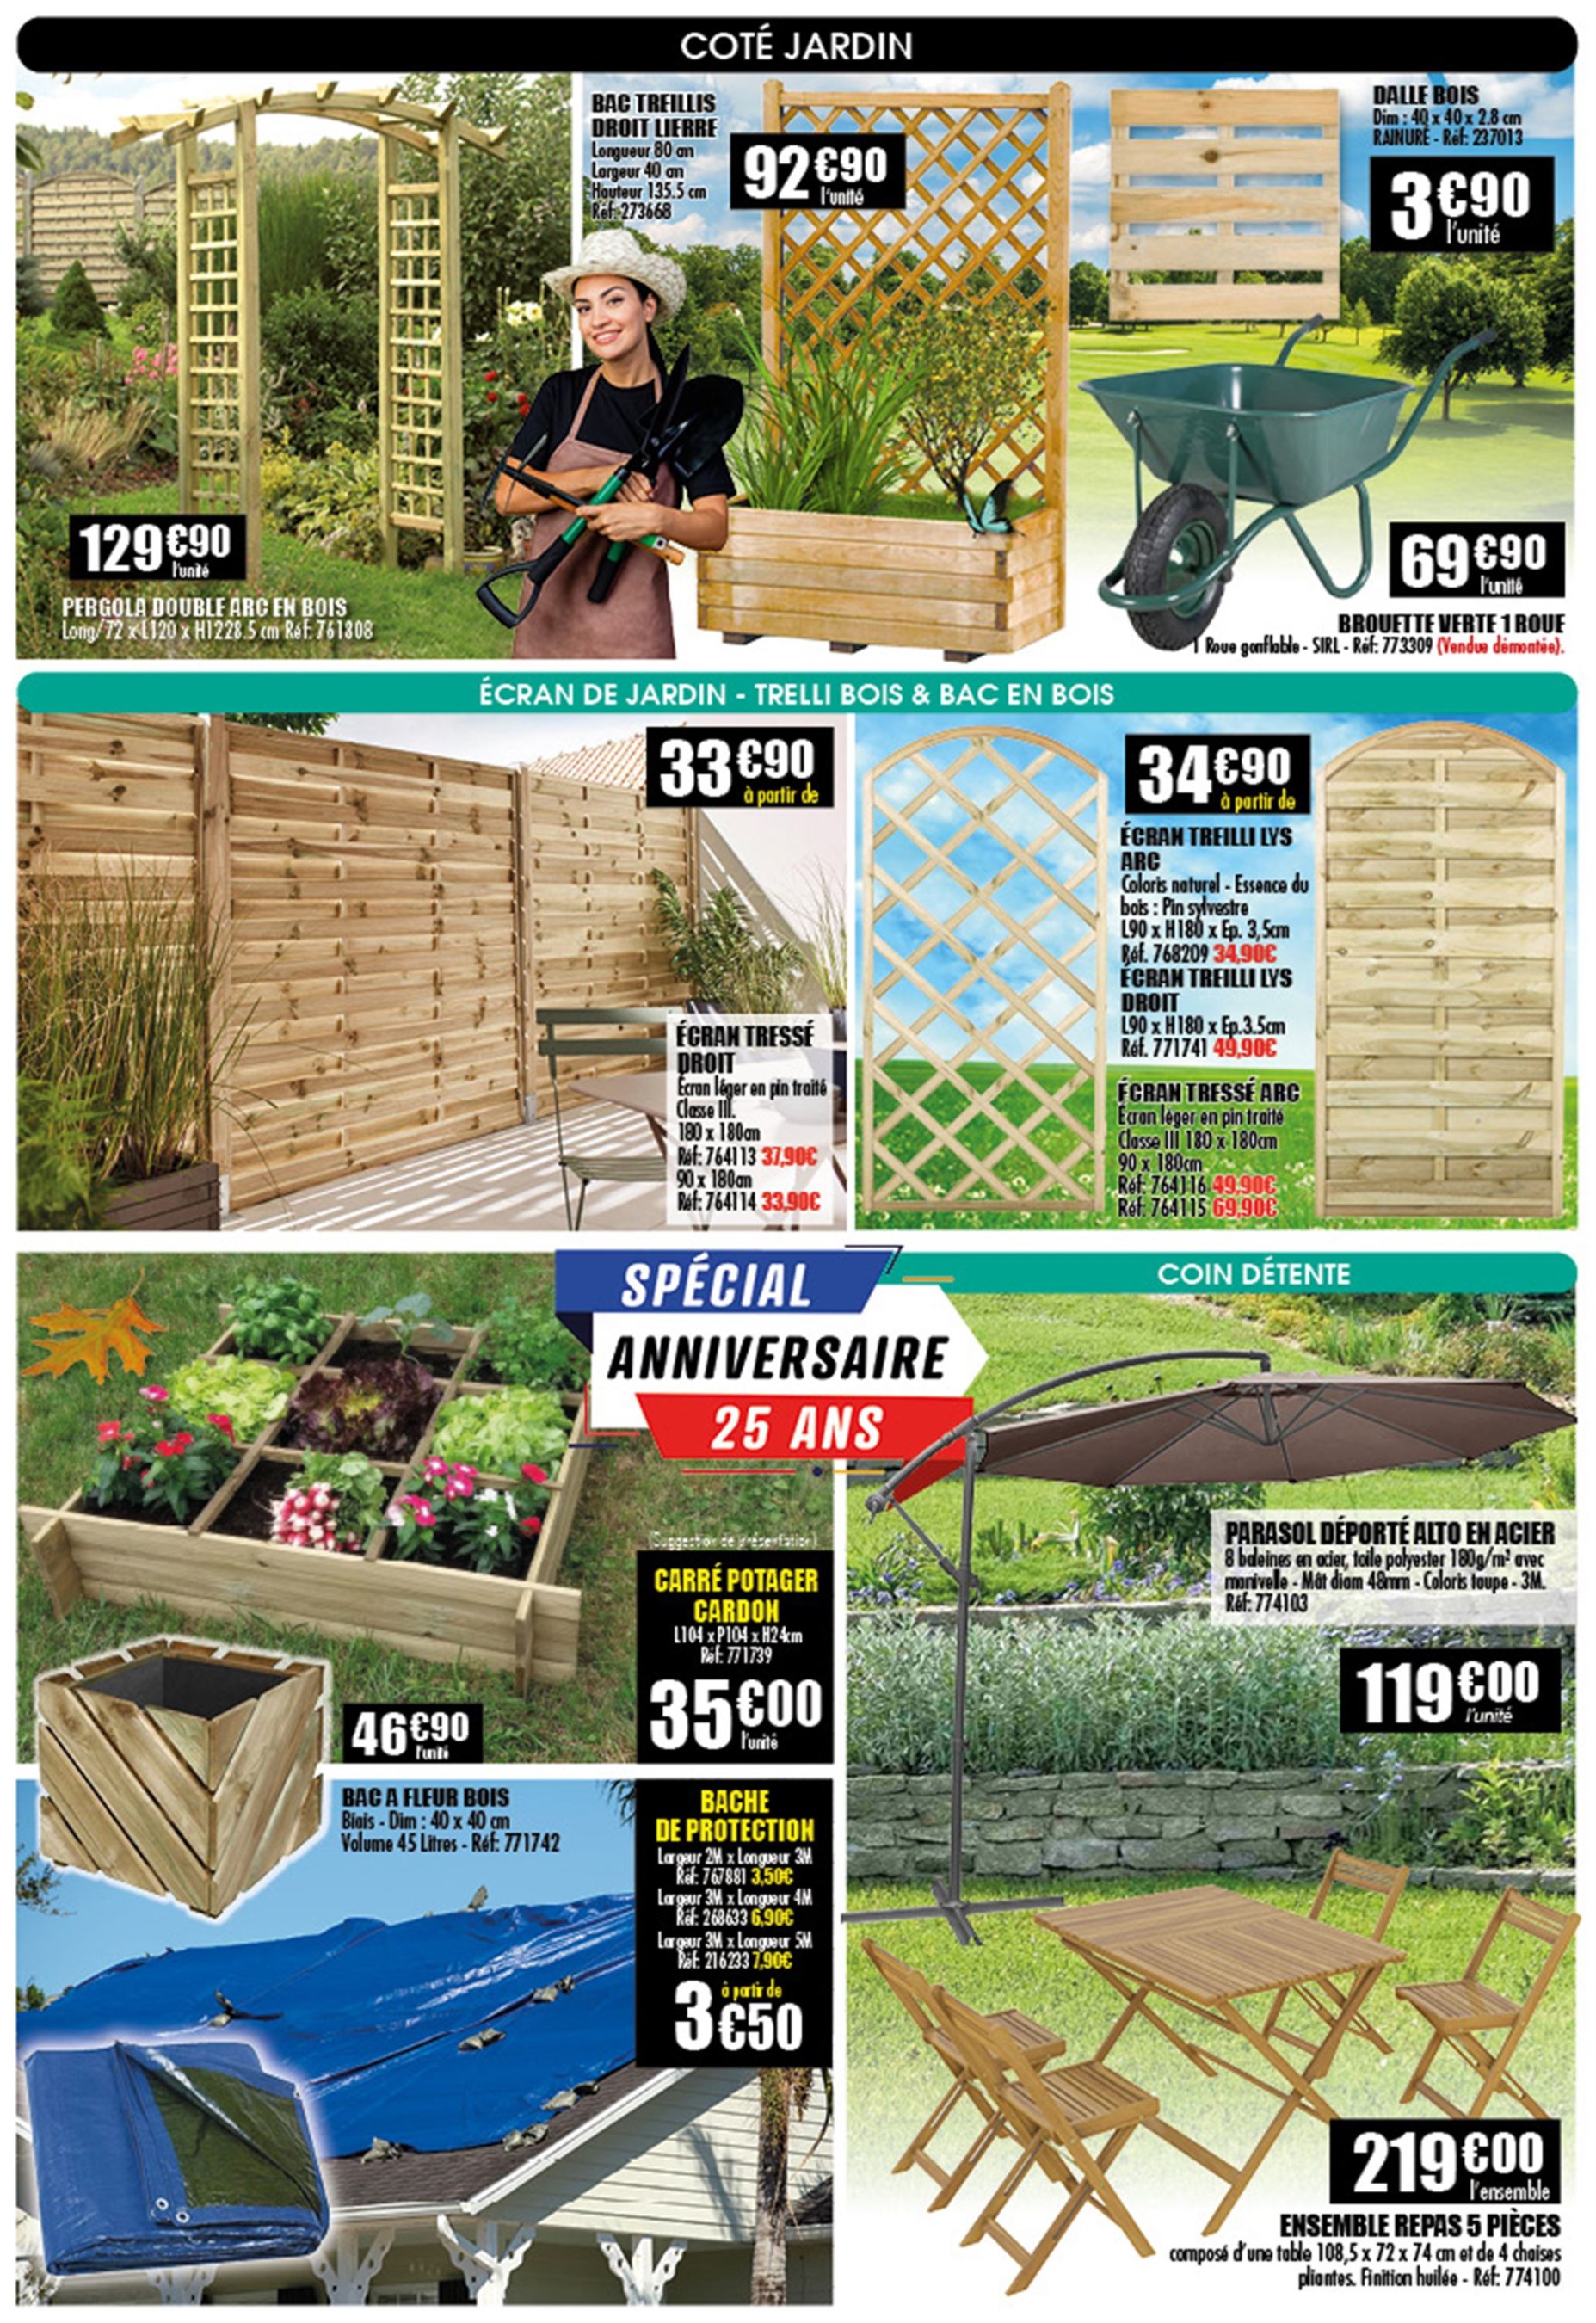 COTÉ JARDIN
BAC TREILLIS
DROIT LIERRE
Longueur 80 cm
Largeur 40 cm
Hauteur 135.5 cm
Réf: 273668
92€90
l'unité
DALLE BOIS
Dim : 40 x 40 x 2.8 cm
RAINURÉ - Réf: 237013
3€90
l'unité
129€90
l'unité
PERGOLA DOUBLE ARC EN BOIS
Long/72 x L120 x H1228.5 cm Réf: 761808
69€90
l'unité
BROUETTE VERTE 1 ROUE
1 Roue gonflable - SIRL - Réf: 773309 (Vendue démontée).
ÉCRAN DE JARDIN - TRELLI BOIS & BAC EN BOIS
33€90
à partir de
ÉCRAN TRESSÉ
DROIT
Écran léger en pin traité
Classe III.
180 x 180cm
Réf: 764113 37,90€
90 x 180cm
Réf: 764114 33,90€
34€90
à partir de
ÉCRAN TREILLI LYS
ARC
Coloris naturel - Essence du
bois : Pin sylvestre
L90 x H180 x Ep. 3,5cm
Réf. 768209 34,90€
ÉCRAN TREILLI LYS
DROIT
L90 x H180 x Ep.3.5cm
Réf. 771741 49,90€
ÉCRAN TRESSÉ ARC
Écran léger en pin traité
Classe III 180 x 180cm
90 x 180cm
Réf: 764116 49,90€
Réf: 764115 69,90€
SPÉCIAL
ANNIVERSAIRE
25 ANS
(Suggestion de présentation)
CARRÉ POTAGER
CARDON
L104 x P104 x H24cm
Réf: 771739
35€00
l'unité
46€90
l'unité
BAC A FLEUR BOIS
Biais - Dim : 40 x 40 cm
Volume 45 Litres - Réf: 771742
BACHE
DE PROTECTION
Largeur 2M x Longueur 3M
Réf: 767881 3,50€
Largeur 3M x Longueur 4M
Réf: 268633 6,90€
Largeur 3M x Longueur 5M
Réf: 216233 7,90€
à partir de
3€50
COIN DÉTENTE
PARASOL DÉPORTÉ ALTO EN ACIER
8 baleines en acier, toile polyester 180g/m² avec
manivelle - Mât diam 48mm - Coloris taupe - 3M.
Réf: 774103
119€00
l'unité
219€00
l'ensemble
ENSEMBLE REPAS 5 PIÈCES
composé d'une table 108,5 x 72 x 74 cm et de 4 chaises
pliantes. Finition huilée - Réf: 774100